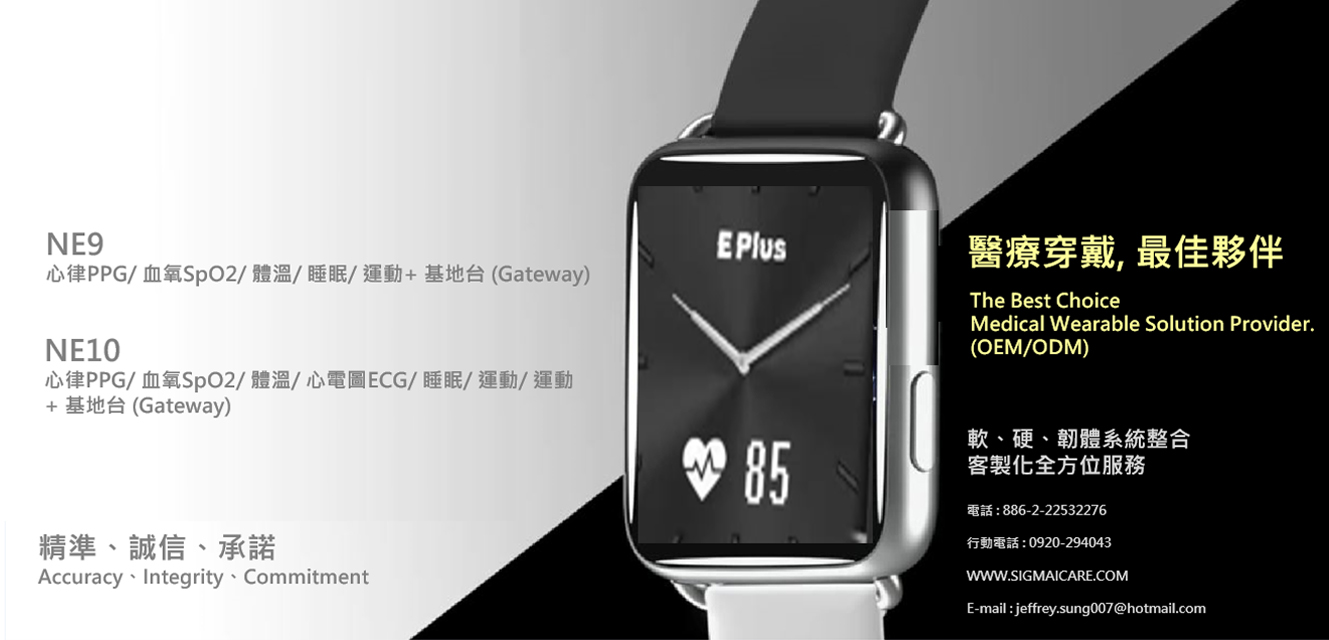 NE9
心律PPG/ 血氧SpO2/ 體溫/ 睡眠/ 運動+ 基地台 (Gateway)
NE10
心律PPG/ 血氧SpO2/ 體溫/ 心電圖ECG/ 睡眠/ 運動/ 運動
+ 基地台 (Gateway)
精準、誠信、承諾
Accuracy、Integrity、Commitment
E Plus
85
醫療穿戴, 最佳夥伴
The Best Choice
Medical Wearable Solution Provider.
(OEM/ODM)
軟、硬、韌體系統整合
客製化全方位服務
電話 : 886-2-22532276
行動電話 : 0920-294043
WWW.SIGMAICARE.COM
E-mail : jeffrey.sung007@hotmail.com